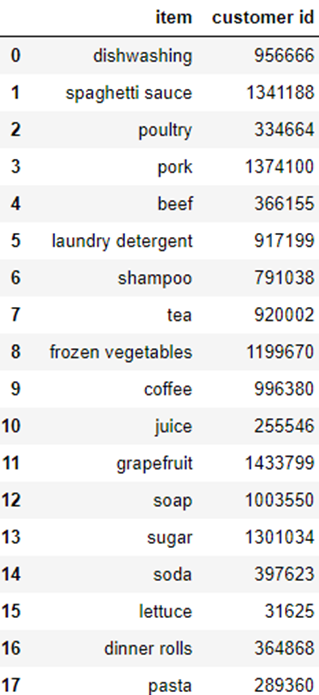 item customer id
0 dishwashing 956666
1 spaghetti sauce 1341188
2 poultry 334664
3 pork 1374100
4 beef 366155
5 laundry detergent 917199
6 shampoo 791038
7 tea 920002
8 frozen vegetables 1199670
9 coffee 996380
10 juice 255546
11 grapefruit 1433799
12 soap 1003550
13 sugar 1301034
14 soda 397623
15 lettuce 31625
16 dinner rolls 364868
17 pasta 289360